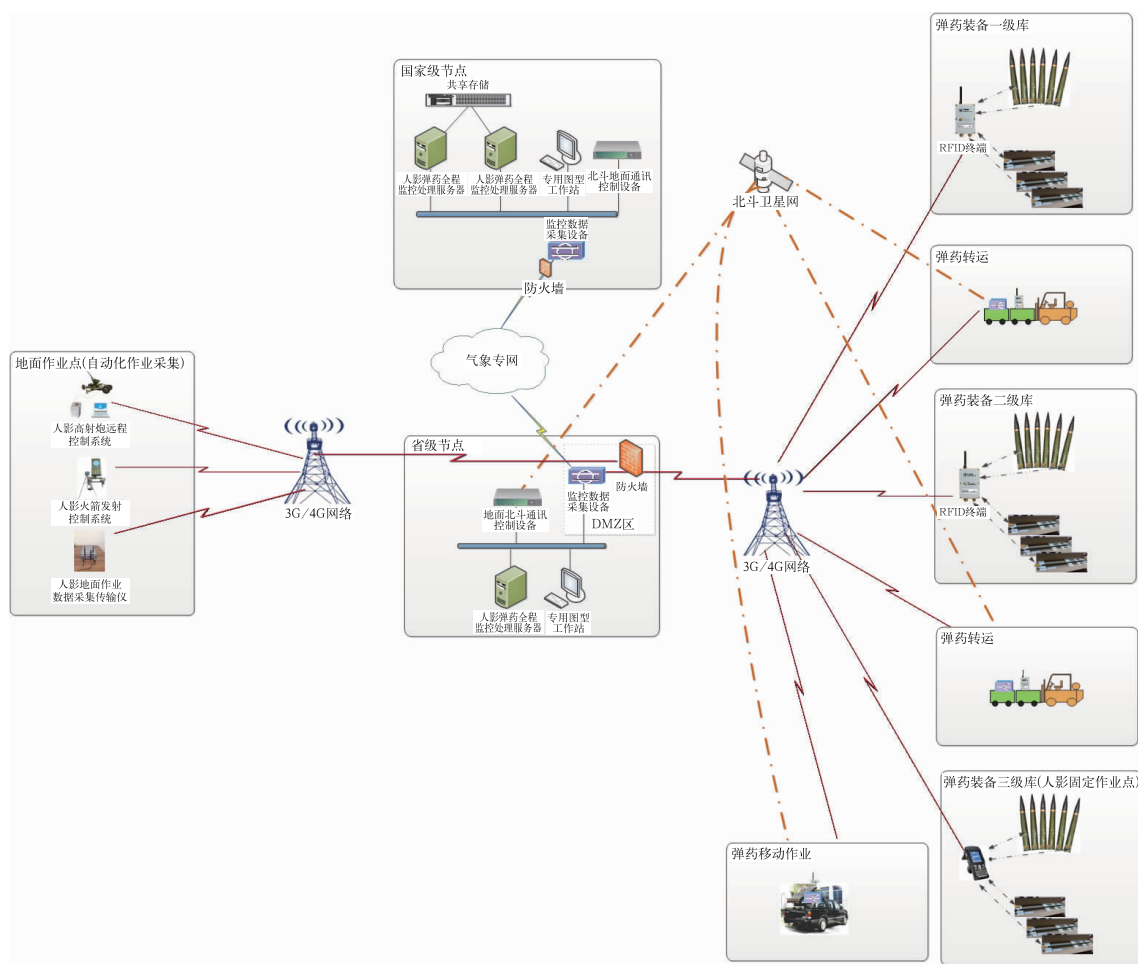 国家级节点
共享存储
人影弹药全程
监控处理服务器
人影弹药全程
监控处理服务器
专用图型
工作站
北斗地面通讯
控制设备
监控数据
采集设备
防火墙
气象专网
地面作业点(自动化作业采集)
人影高射炮远程
控制系统
人影火箭发射
控制系统
人影地面作业
数据采集传输仪
3G/4G网络
省级节点
防火墙
监控数据
采集设备
DMZ区
地面北斗通讯
控制设备
人影弹药全程
监控处理服务器
专用图型
工作站
北斗卫星网
3G/4G网络
弹药装备一级库
RFID终端
弹药转运
弹药装备二级库
RFID终端
弹药转运
弹药装备三级库(人影固定作业点)
弹药移动作业